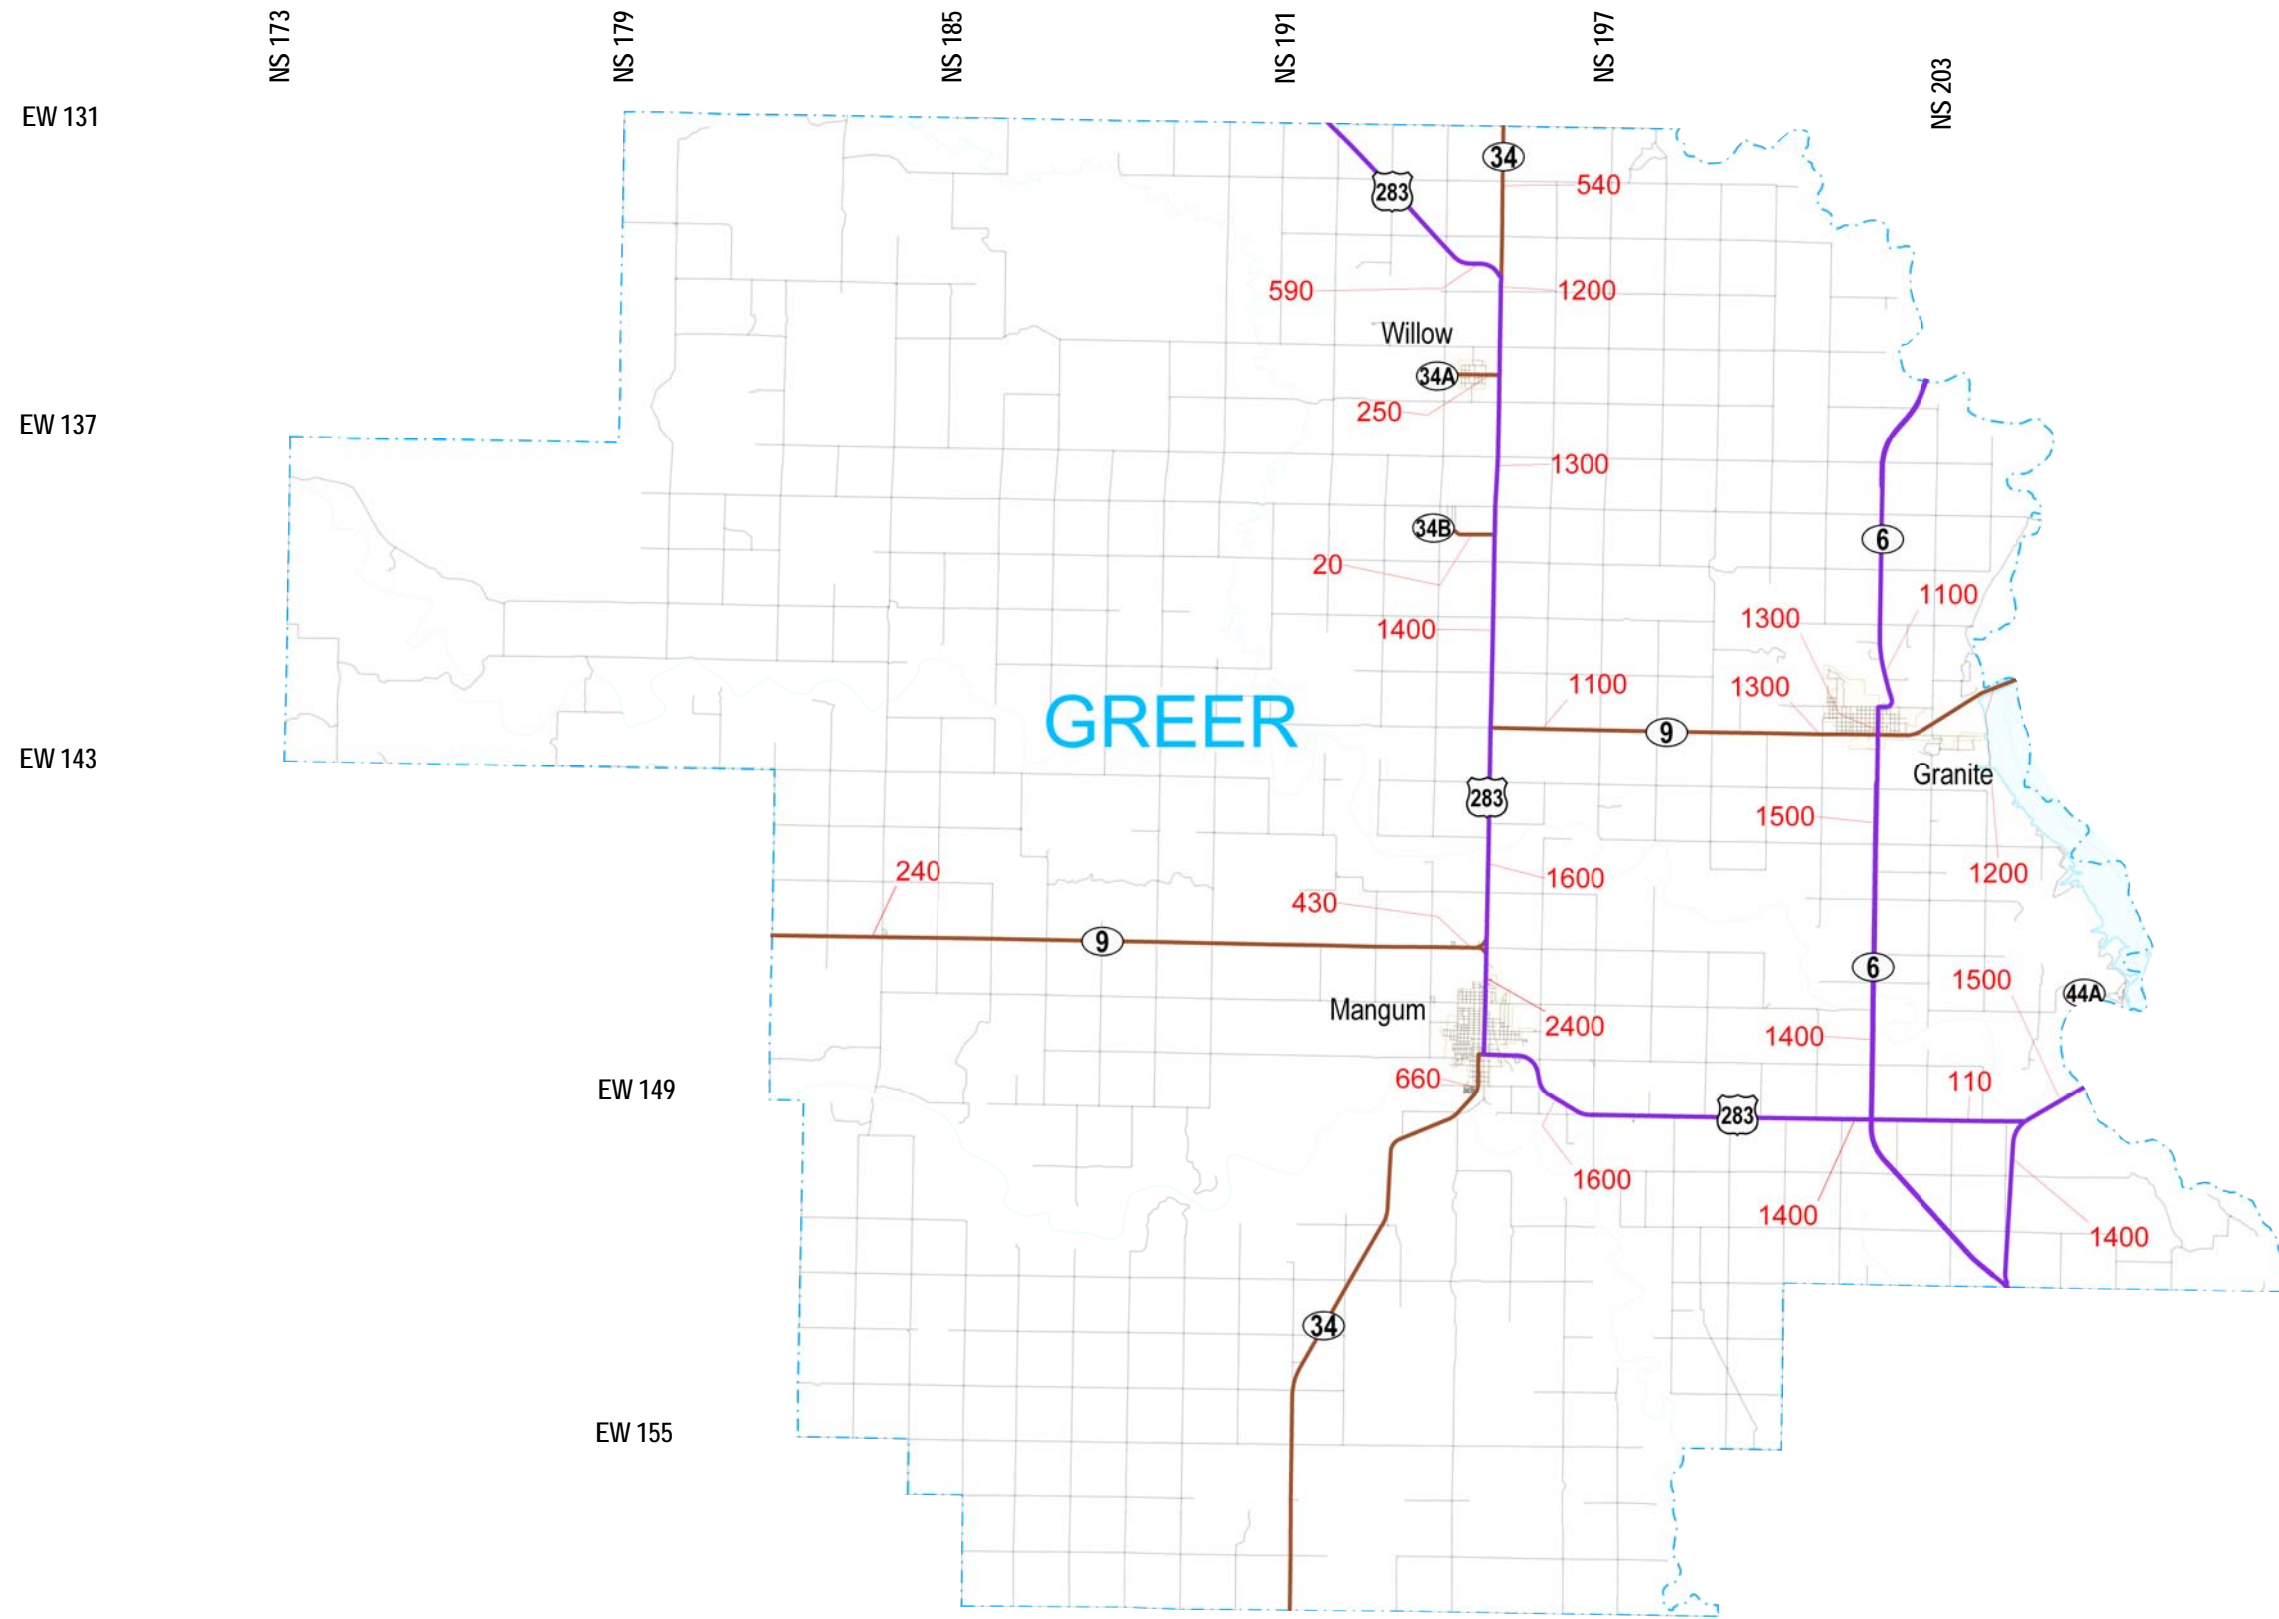 NS 173
NS 179
NS 185
NS 191
NS 197
NS 203
EW 131
34
540
283
590
1200
Willow
34A
250
EW 137
1300
34B
6
20
1100
1300
1400
1100
1300
GREER
9
EW 143
Granite
283
1500
240
1600
1200
430
9
6
1500
44A
Mangum
2400
1400
660
110
EW 149
283
1600
1400
1400
34
EW 155